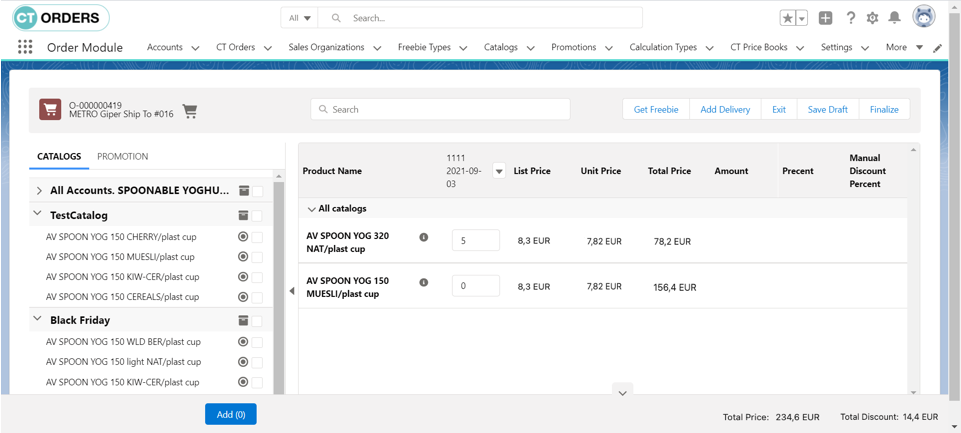 CT ORDERS
All
Search...
Order Module
Accounts
CT Orders
Sales Organizations
Freebie Types
Catalogs
Promotions
Calculation Types
CT Price Books
Settings
More
O-000000419
METRO Giper Ship To #016
Search
Get Freebie
Add Delivery
Exit
Save Draft
Finalize
CATALOGS
PROMOTION
All Accounts. SPOONABLE YOGHU...
TestCatalog
AV SPOON YOG 150 CHERRY/plast cup
AV SPOON YOG 150 MUESLI/plast cup
AV SPOON YOG 150 KIW-CER/plast cup
AV SPOON YOG 150 CEREALS/plast cup
Black Friday
AV SPOON YOG 150 WLD BER/plast cup
AV SPOON YOG 150 light NAT/plast cup
AV SPOON YOG 150 KIW-CER/plast cup
Product Name
1111
2021-09-
03
List Price
Unit Price
Total Price
Amount
Precent
Manual
Discount
Percent
All catalogs
AV SPOON YOG 320
NAT/plast cup
5
8,3 EUR
7,82 EUR
78,2 EUR
AV SPOON YOG 150
MUESLI/plast cup
0
8,3 EUR
7,82 EUR
156,4 EUR
Add (0)
Total Price: 234,6 EUR
Total Discount: 14,4 EUR